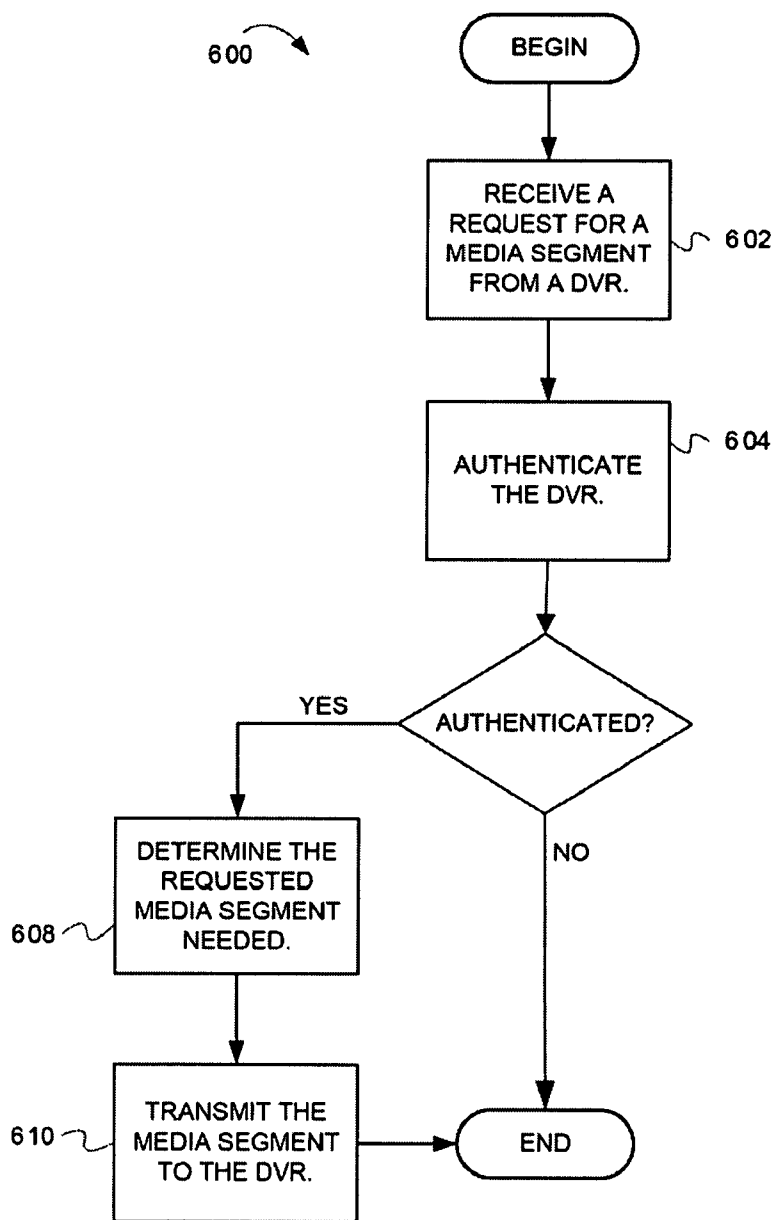 600
BEGIN
RECEIVE A
REQUEST FOR A
MEDIA SEGMENT
FROM A DVR.
602
AUTHENTICATE
THE DVR.
604
AUTHENTICATED?
YES
NO
DETERMINE THE
REQUESTED
MEDIA SEGMENT
NEEDED.
608
TRANSMIT THE
MEDIA SEGMENT
TO THE DVR.
610
END